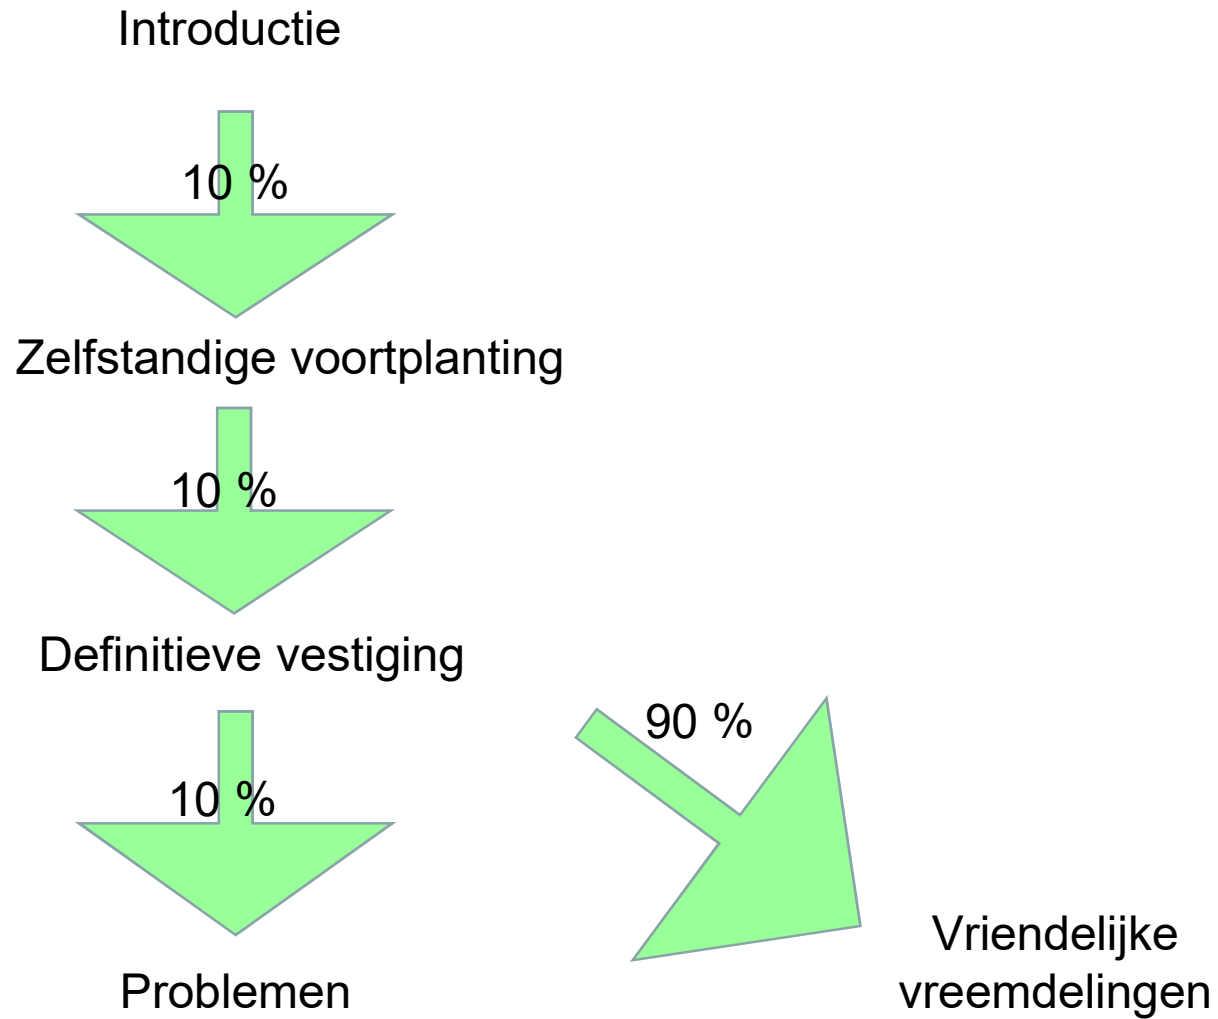 Introductie
10 %
Zelfstandige voortplanting
10 %
Definitieve vestiging
90 %
10 %
Vriendelijke
vreemdelingen
Problemen